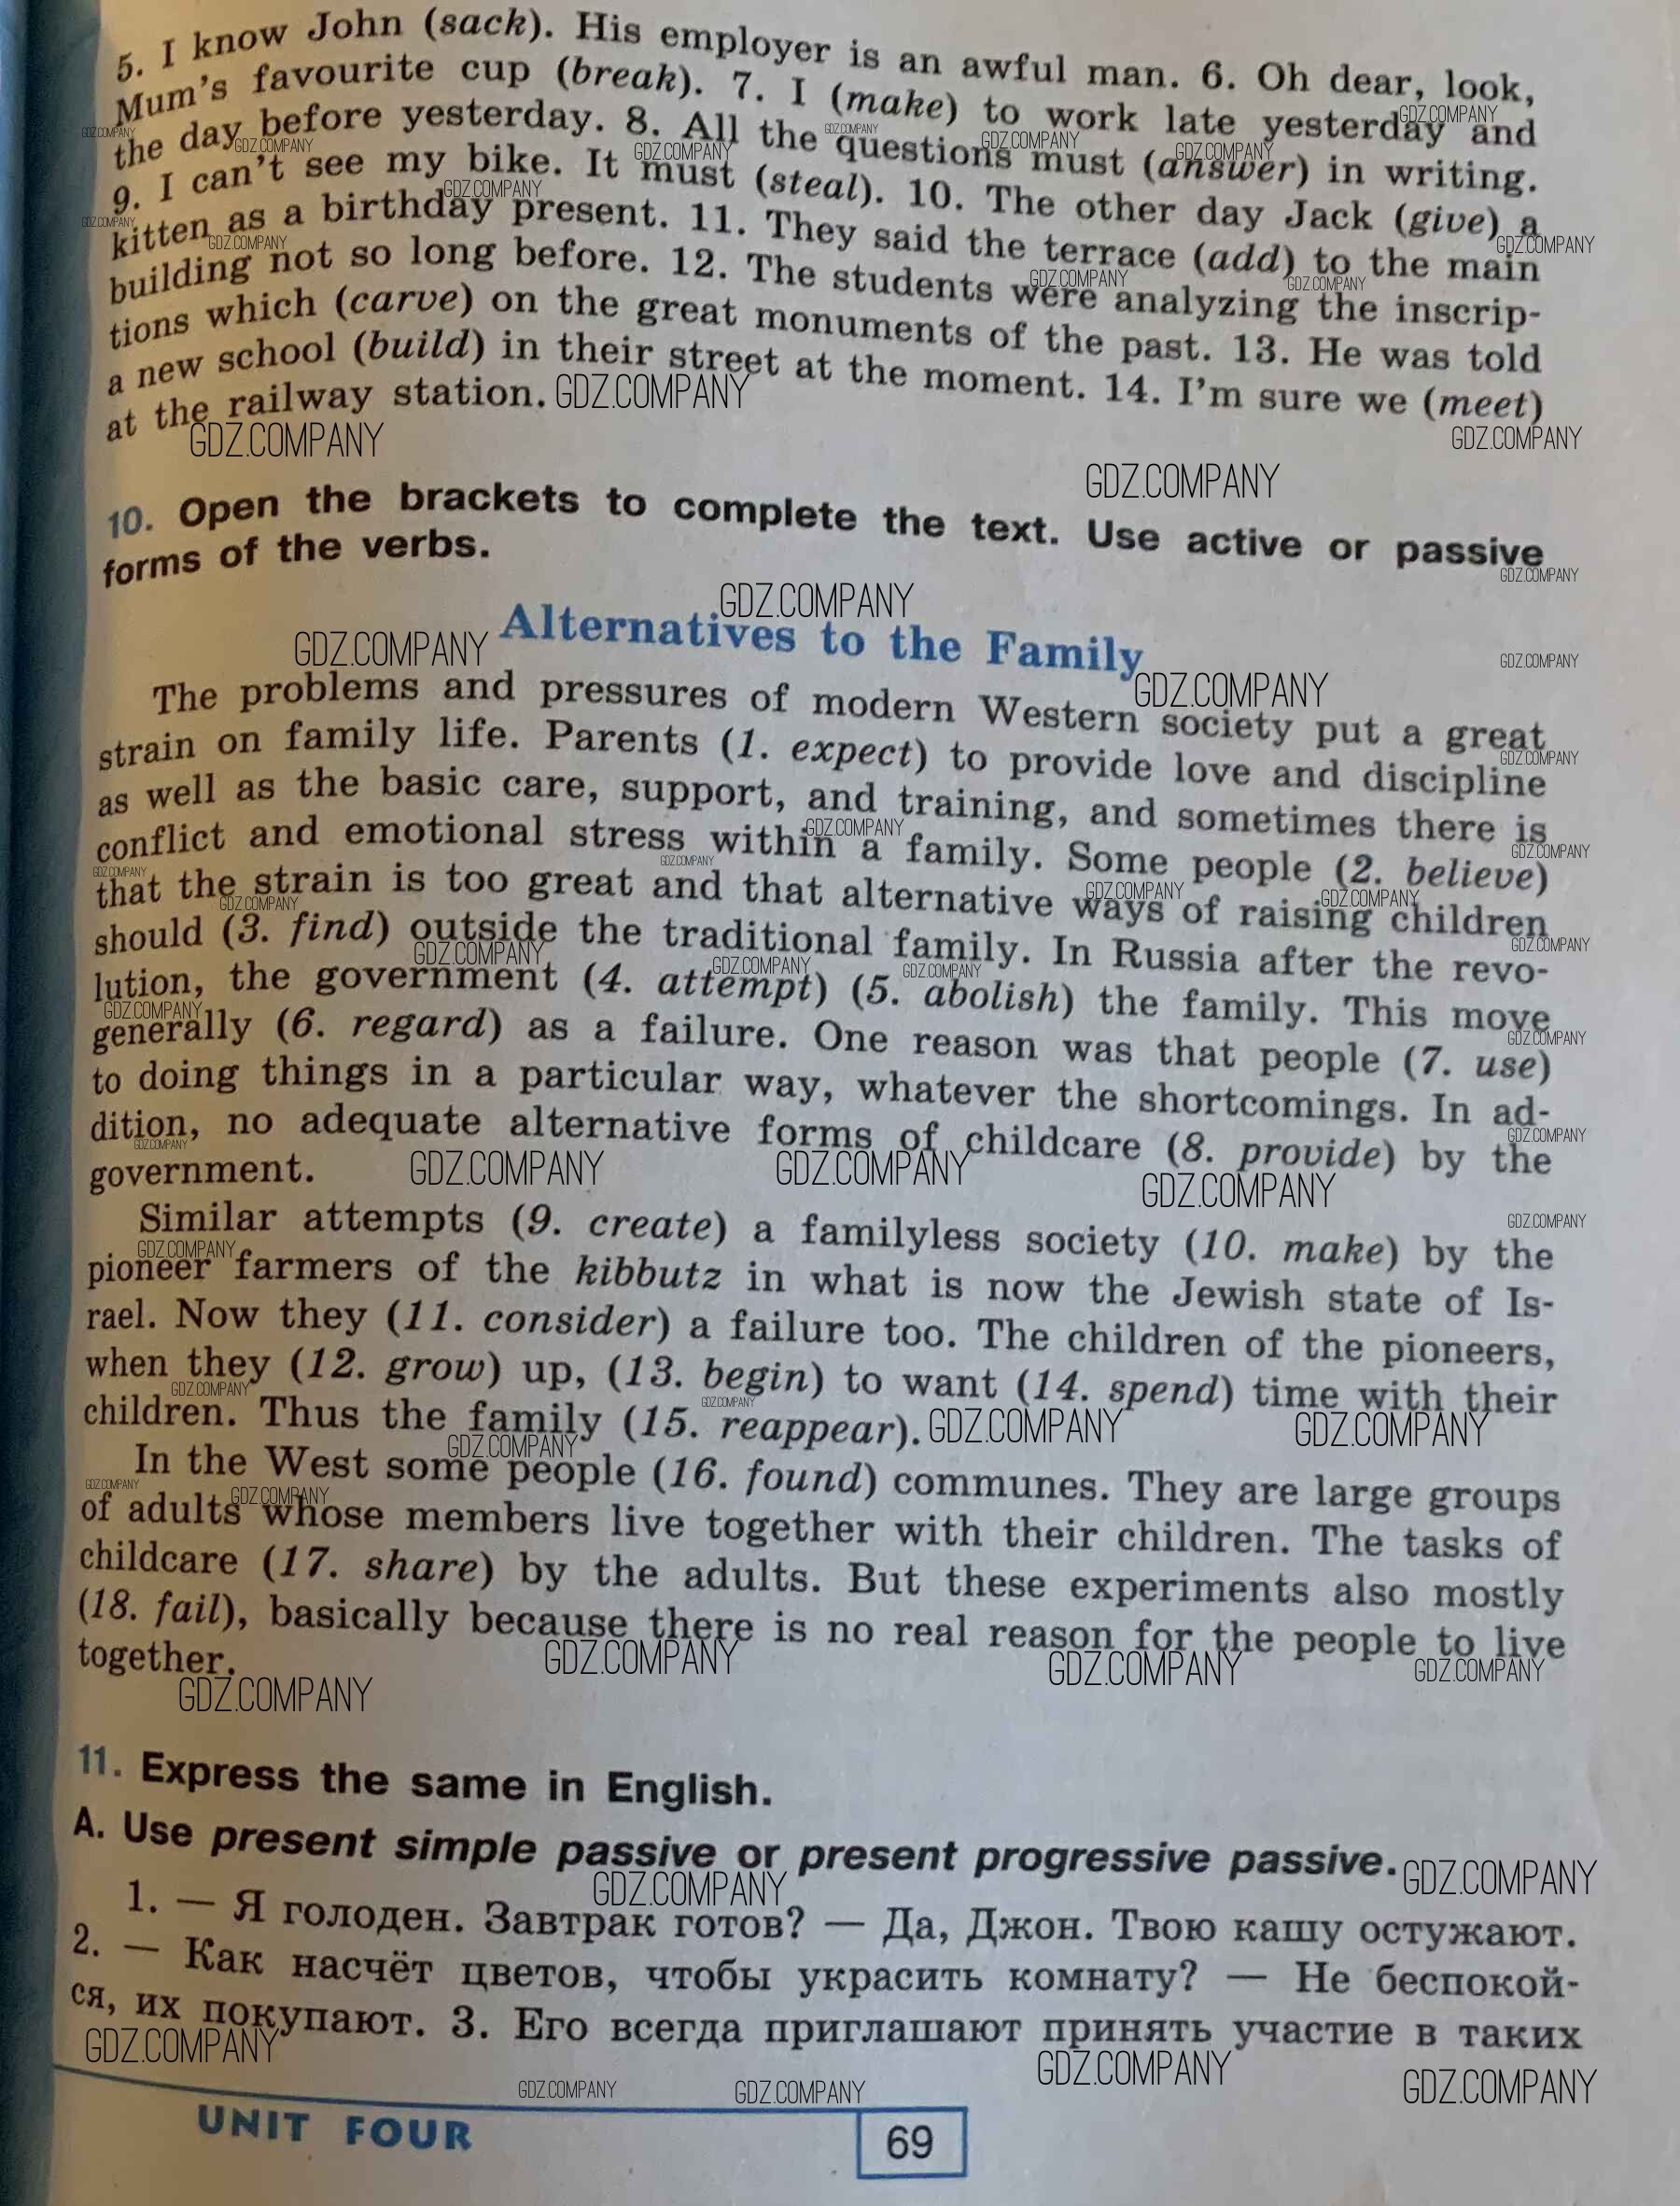 5. I know John (sack). His employer is an awful man. 6. Oh dear, look,
Mum's favourite cup (break). 7. I (make) to work late yesterday and
the day before yesterday. 8. All the questions must (answer) in writing.
9. I can't see my bike. It must (steal). 10. The other day Jack (give) a
kitten as a birthday present. 11. They said the terrace (add) to the main
building not so long before. 12. The students were analyzing the inscrip-
tions which (carve) on the great monuments of the past. 13. He was told
a new school (build) in their street at the moment. 14. I'm sure we (meet)
at the railway station.
10. Open the brackets to complete the text. Use active or passive
forms of the verbs.
Alternatives to the Family
The problems and pressures of modern Western society put a great
strain on family life. Parents (1. expect) to provide love and discipline
as well as the basic care, support, and training, and sometimes there is
conflict and emotional stress within a family. Some people (2. believe)
that the strain is too great and that alternative ways of raising children
should (3. find) outside the traditional family. In Russia after the revo-
lution, the government (4. attempt) (5. abolish) the family. This move
generally (6. regard) as a failure. One reason was that people (7. use)
to doing things in a particular way, whatever the shortcomings. In ad-
dition, no adequate alternative forms of childcare (8. provide) by the
government.
Similar attempts (9. create) a familyless society (10. make) by the
pioneer farmers of the kibbutz in what is now the Jewish state of Is-
rael. Now they (11. consider) a failure too. The children of the pioneers,
when they (12. grow) up, (13. begin) to want (14. spend) time with their
children. Thus the family (15. reappear).
In the West some people (16. found) communes. They are large groups
of adults whose members live together with their children. The tasks of
childcare (17. share) by the adults. But these experiments also mostly
(18. fail), basically because there is no real reason for the people to live
together.
11. Express the same in English.
A. Use present simple passive or present progressive passive.
1. — Я голоден. Завтрак готов? — Да, Джон. Твою кашу остужают.
2. — Как насчёт цветов, чтобы украсить комнату? — Не беспокой-
ся, их покупают. 3. Его всегда приглашают принять участие в таких
UNIT FOUR
69
GDZ.COMPANY